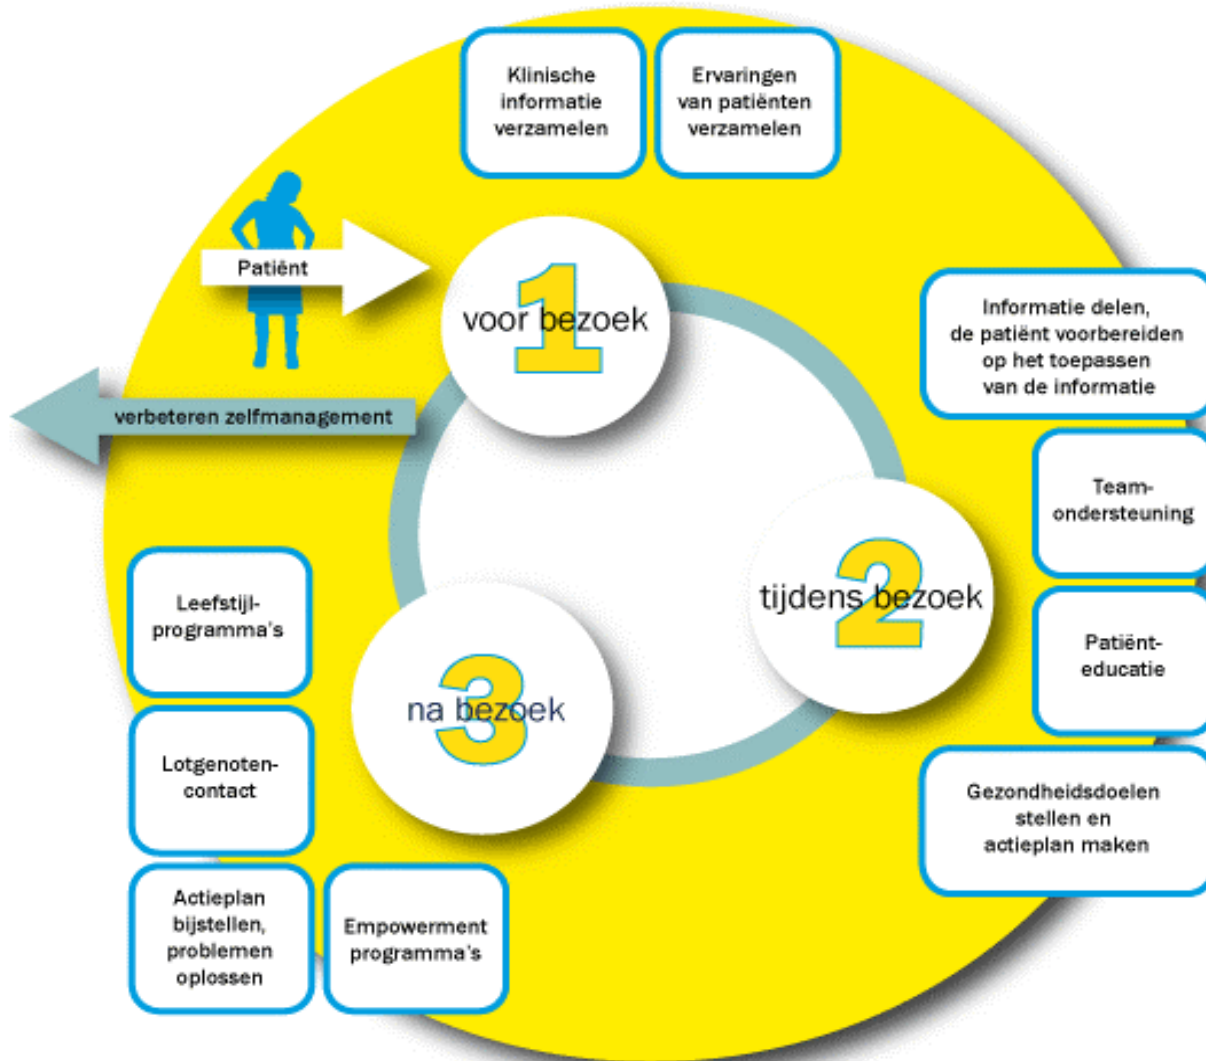 Klinische
informatie
verzamelen
Ervaringen
van patiënten
verzamelen
Patiënt
1
voor bezoek
verbeteren zelfmanagement
Informatie delen,
de patiënt voorbereiden
op het toepassen
van de informatie
Team-
ondersteuning
2
tijdens bezoek
Patiënt-
educatie
Gezondheidsdoelen
stellen en
actieplan maken
3
na bezoek
Leefstijl-
programma's
Lotgenoten-
contact
Actieplan
bijstellen,
problemen
oplossen
Empowerment
programma's